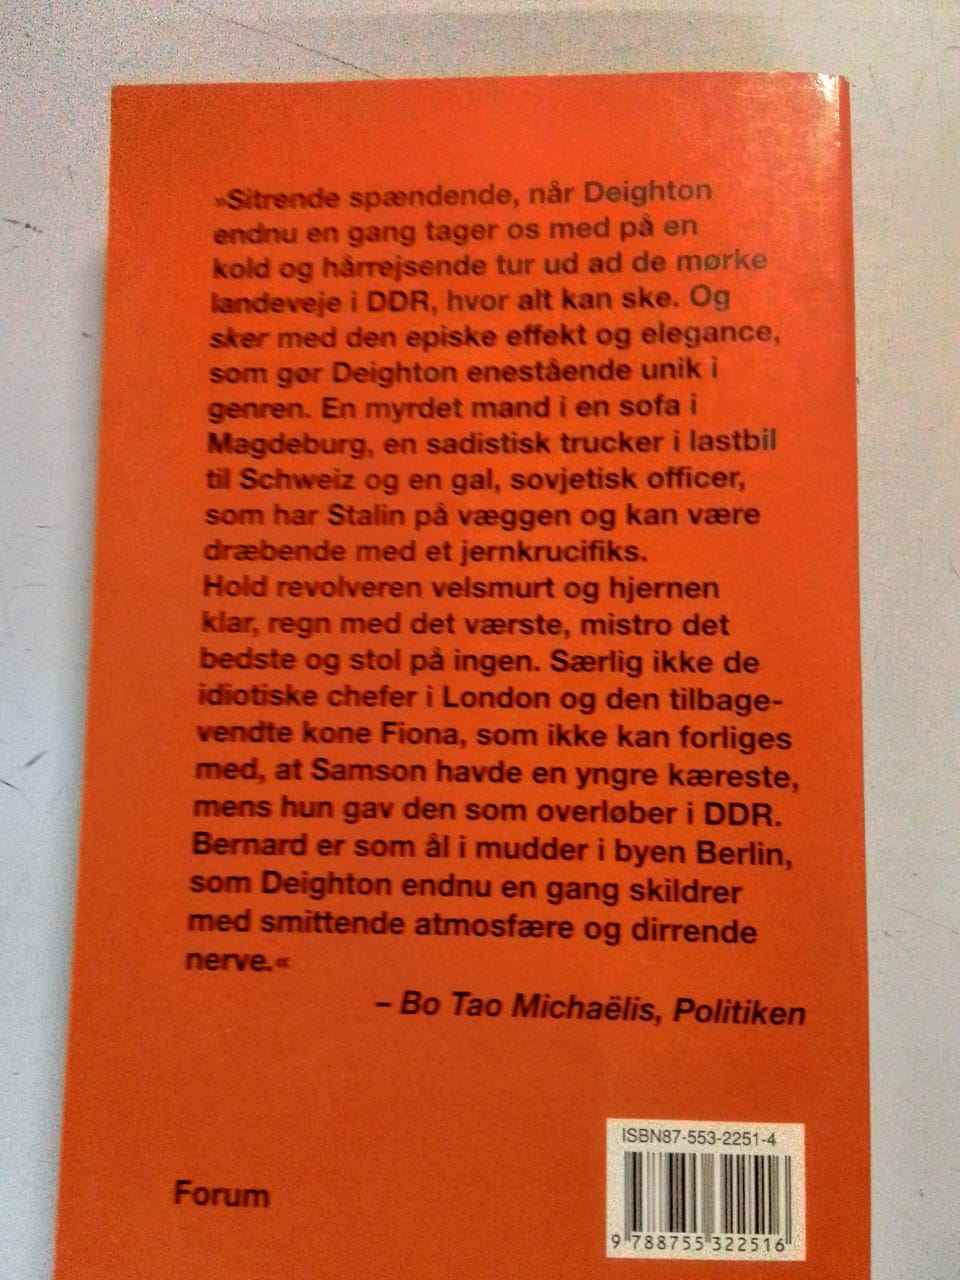 »Sitrende spændende, når Deighton
endnu en gang tager os med på en
kold og hårrejsende tur ud ad de mørke
landeveje i DDR, hvor alt kan ske. Og
sker med den episke effekt og elegance,
som gør Deighton enestående unik i
genren. En myrdet mand i en sofa i
Magdeburg, en sadistisk trucker i lastbil
til Schweiz og en gal, sovjetisk officer,
som har Stalin på væggen og kan være
dræbende med et jernkrucifiks.
Hold revolveren velsmurt og hjernen
klar, regn med det værste, mistro det
bedste og stol på ingen. Særlig ikke de
idiotiske chefer i London og den tilbage-
vendte kone Fiona, som ikke kan forliges
med, at Samson havde en yngre kæreste,
mens hun gav den som overløber i DDR.
Bernard er som ål i mudder i byen Berlin,
som Deighton endnu en gang skildrer
med smittende atmosfære og dirrende
nerve.«
– Bo Tao Michaëlis, Politiken
ISBN87-553-2251-4
Forum
9 788755 322516